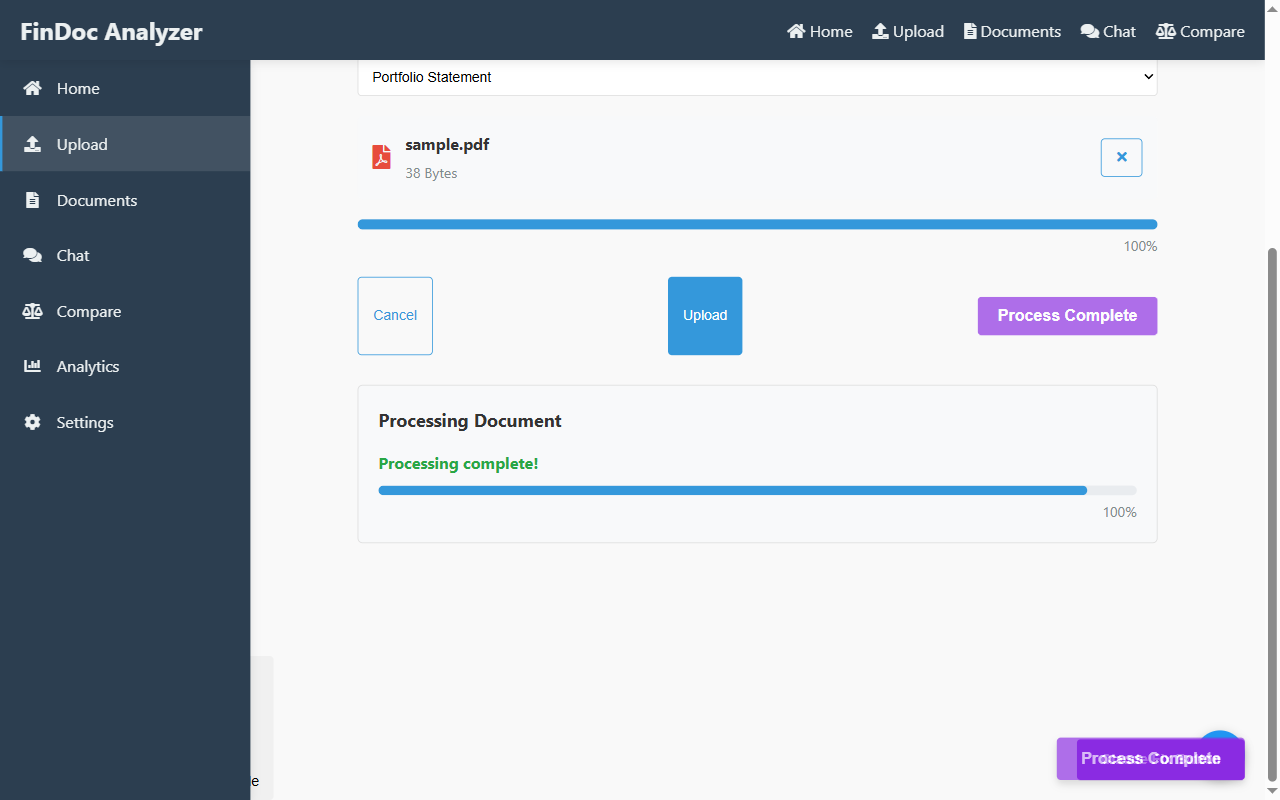 FinDoc Analyzer
Home Upload Documents Chat Compare
Home
Upload
Documents
Chat
Compare
Analytics
Settings
Portfolio Statement
sample.pdf
38 Bytes
100%
Cancel Upload Process Complete
Processing Document
Processing complete!
100%
Process Complete